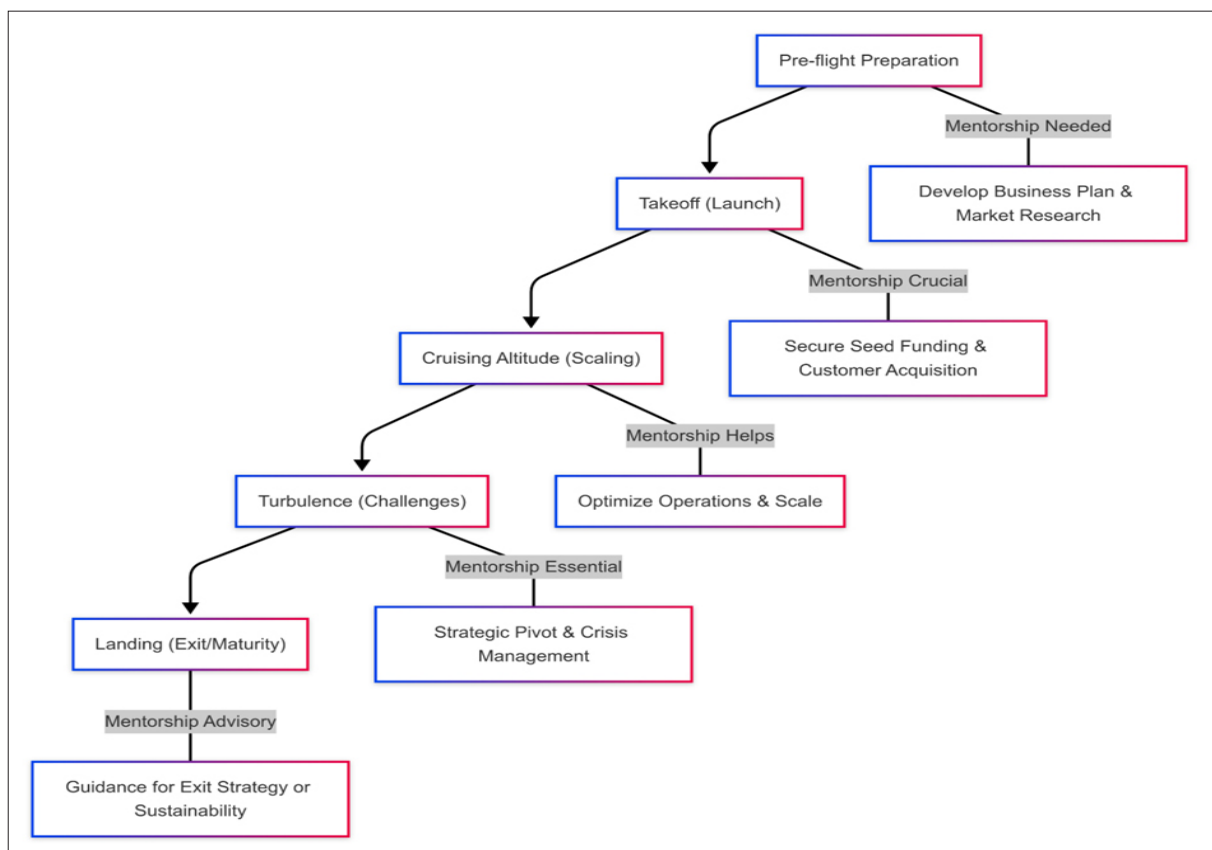 Pre-flight Preparation
Mentorship Needed
Develop Business Plan &
Market Research
Takeoff (Launch)
Mentorship Crucial
Secure Seed Funding &
Customer Acquisition
Cruising Altitude (Scaling)
Mentorship Helps
Optimize Operations & Scale
Turbulence (Challenges)
Mentorship Essential
Strategic Pivot & Crisis
Management
Landing (Exit/Maturity)
Mentorship Advisory
Guidance for Exit Strategy or
Sustainability